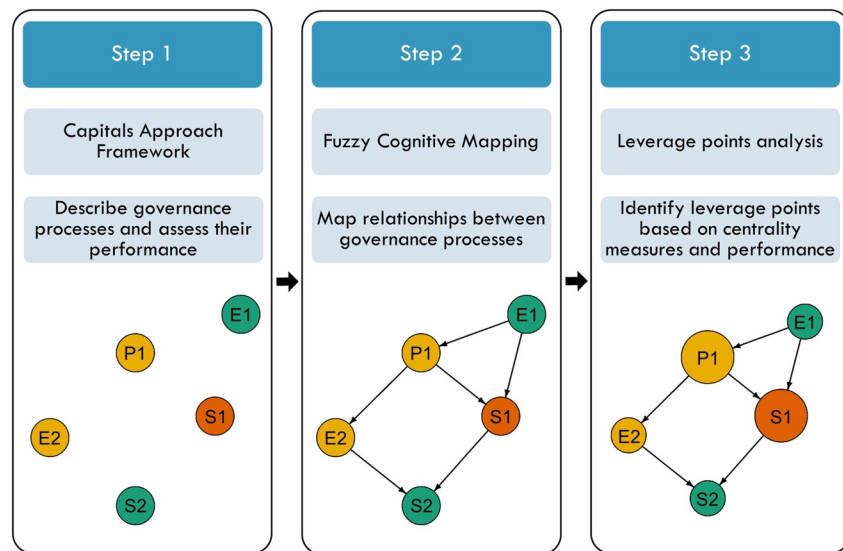 Step 1
Capitals Approach
Framework
Describe governance
processes and assess their
performance
E1
P1
S1
E2
S2
Step 2
Fuzzy Cognitive Mapping
Map relationships between
governance processes
E1
P1
S1
E2
S2
Step 3
Leverage points analysis
Identify leverage points
based on centrality
measures and performance
E1
P1
S1
E2
S2